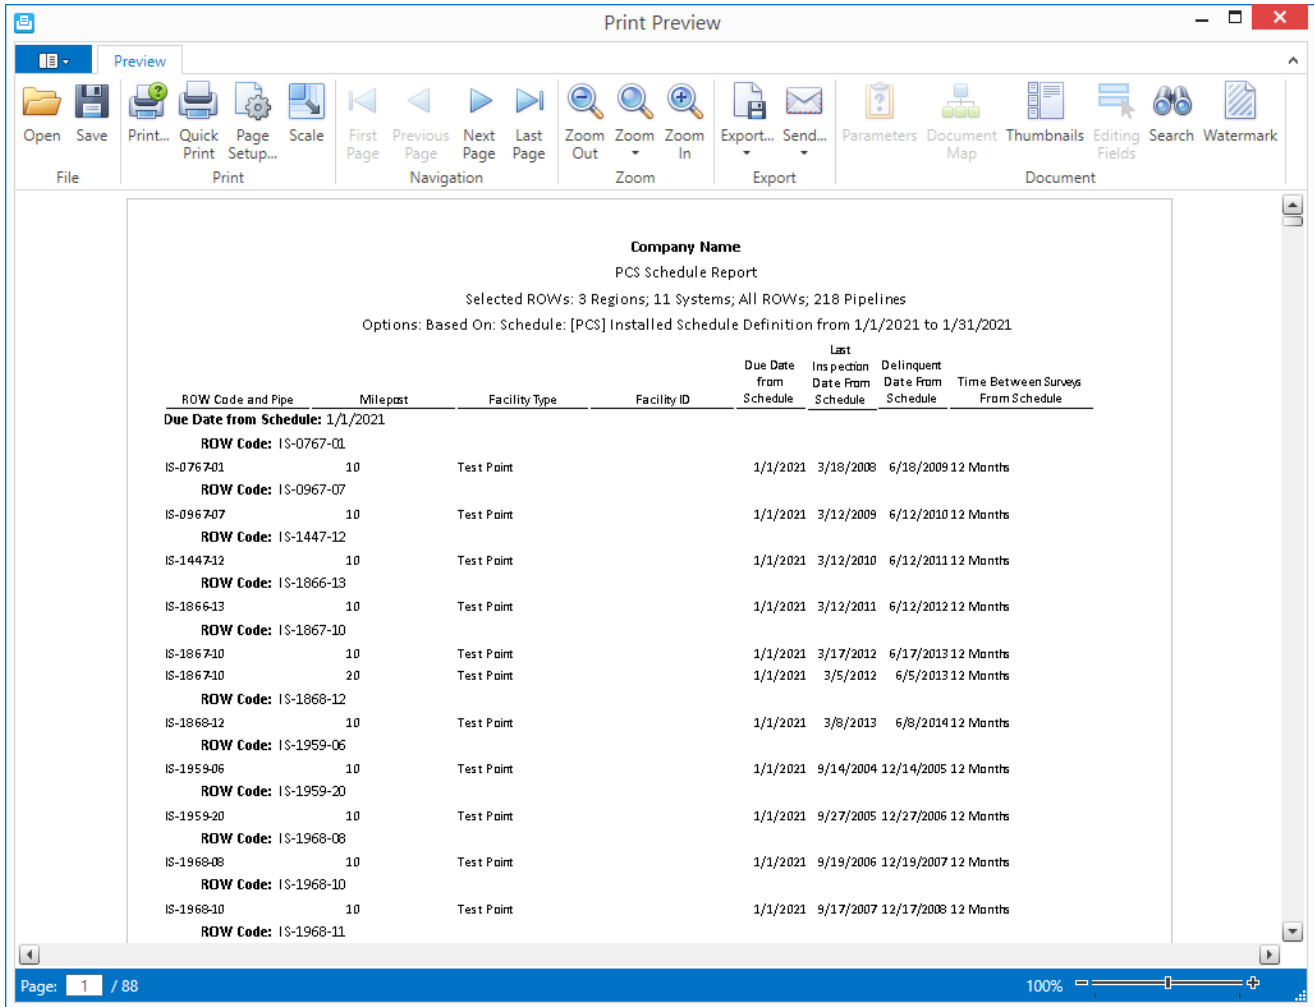 Print Preview
Preview
Open Save Print... Quick Print Page Setup... Scale First Page Previous Page Next Page Last Page Zoom Out Zoom Zoom In Export... Send... Parameters Document Map Thumbnails Editing Fields Search Watermark
File Print Navigation Zoom Export Document
Company Name
PCS Schedule Report
Selected ROWs: 3 Regions; 11 Systems; All ROWs; 218 Pipelines
Options: Based On: Schedule: [PCS] Installed Schedule Definition from 1/1/2021 to 1/31/2021
ROW Code and Pipe Milepost Facility Type Facility ID Due Date from Schedule Last Inspection Date From Schedule Delinquent Date From Schedule Time Between Surveys From Schedule
Due Date from Schedule: 1/1/2021
ROW Code: IS-0767-01
IS-0767-01 10 Test Point 1/1/2021 3/18/2008 6/18/2009 12 Months
ROW Code: IS-0967-07
IS-0967-07 10 Test Point 1/1/2021 3/12/2009 6/12/2010 12 Months
ROW Code: IS-1447-12
IS-1447-12 10 Test Point 1/1/2021 3/12/2010 6/12/2011 12 Months
ROW Code: IS-1866-13
IS-1866-13 10 Test Point 1/1/2021 3/12/2011 6/12/2012 12 Months
ROW Code: IS-1867-10
IS-1867-10 10 Test Point 1/1/2021 3/17/2012 6/17/2013 12 Months
IS-1867-10 20 Test Point 1/1/2021 3/5/2012 6/5/2013 12 Months
ROW Code: IS-1868-12
IS-1868-12 10 Test Point 1/1/2021 3/8/2013 6/8/2014 12 Months
ROW Code: IS-1959-06
IS-1959-06 10 Test Point 1/1/2021 9/14/2004 12/14/2005 12 Months
ROW Code: IS-1959-20
IS-1959-20 10 Test Point 1/1/2021 9/27/2005 12/27/2006 12 Months
ROW Code: IS-1968-08
IS-1968-08 10 Test Point 1/1/2021 9/19/2006 12/19/2007 12 Months
ROW Code: IS-1968-10
IS-1968-10 10 Test Point 1/1/2021 9/17/2007 12/17/2008 12 Months
ROW Code: IS-1968-11
Page: 1 / 88 100%